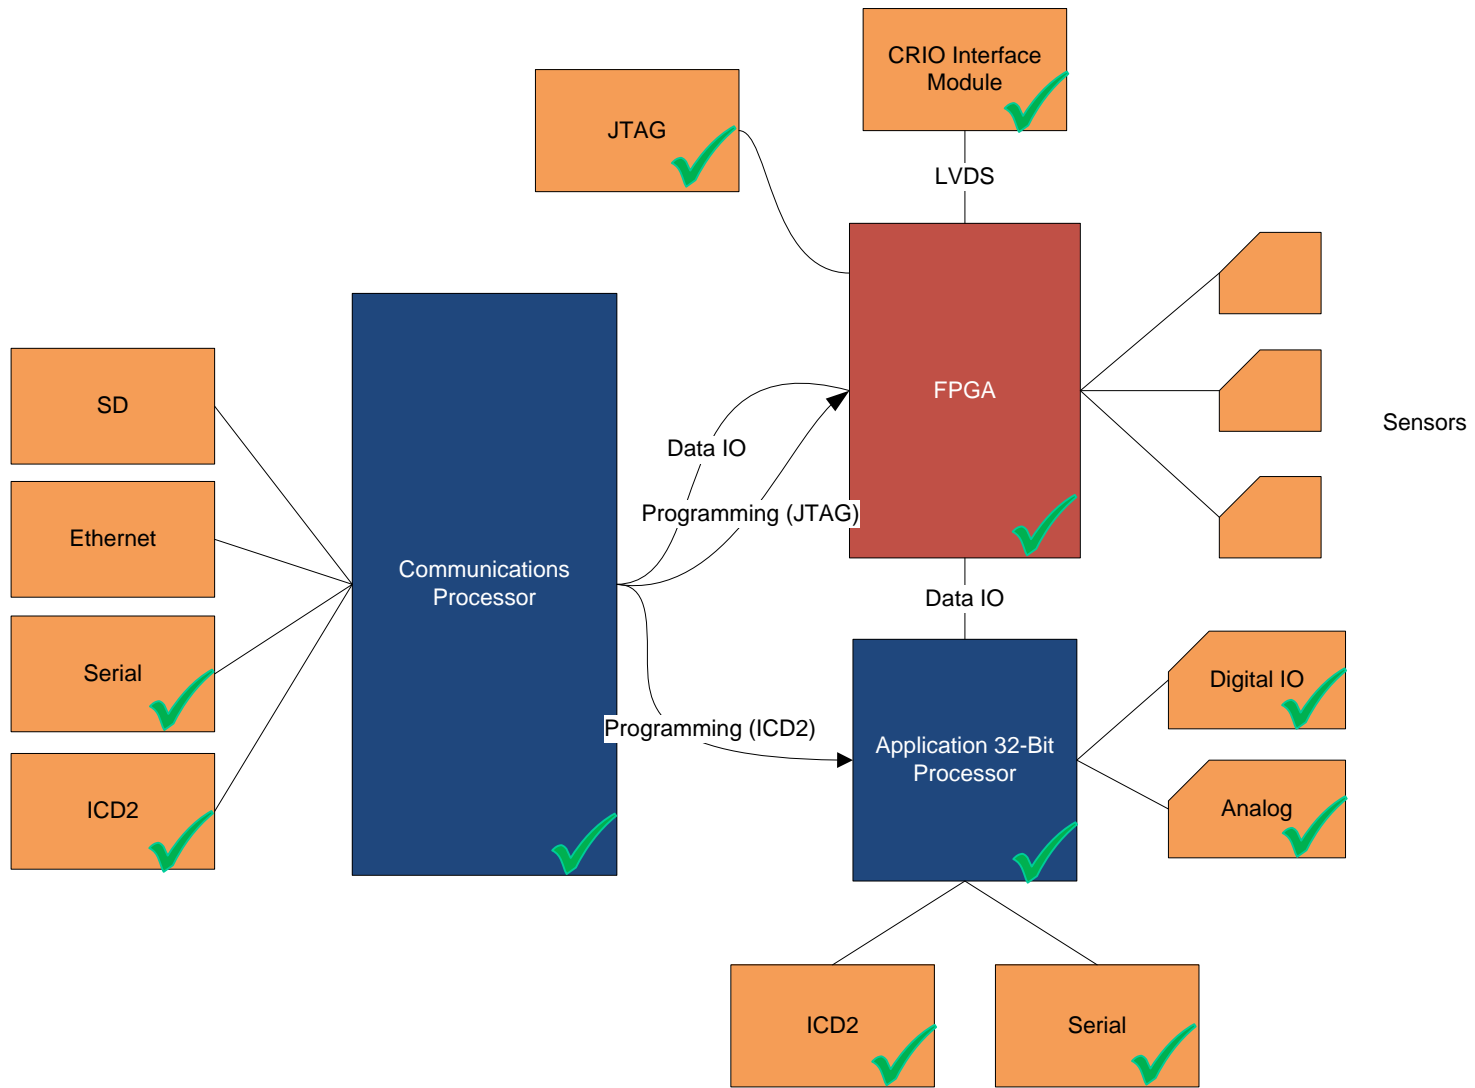 CRIO Interface
Module
JTAG
LVDS
SD
FPGA
Sensors
Data IO
Programming (JTAG)
Ethernet
Communications
Processor
Data IO
Serial
Digital IO
Programming (ICD2)
Application 32-Bit
Processor
ICD2
Analog
ICD2
Serial